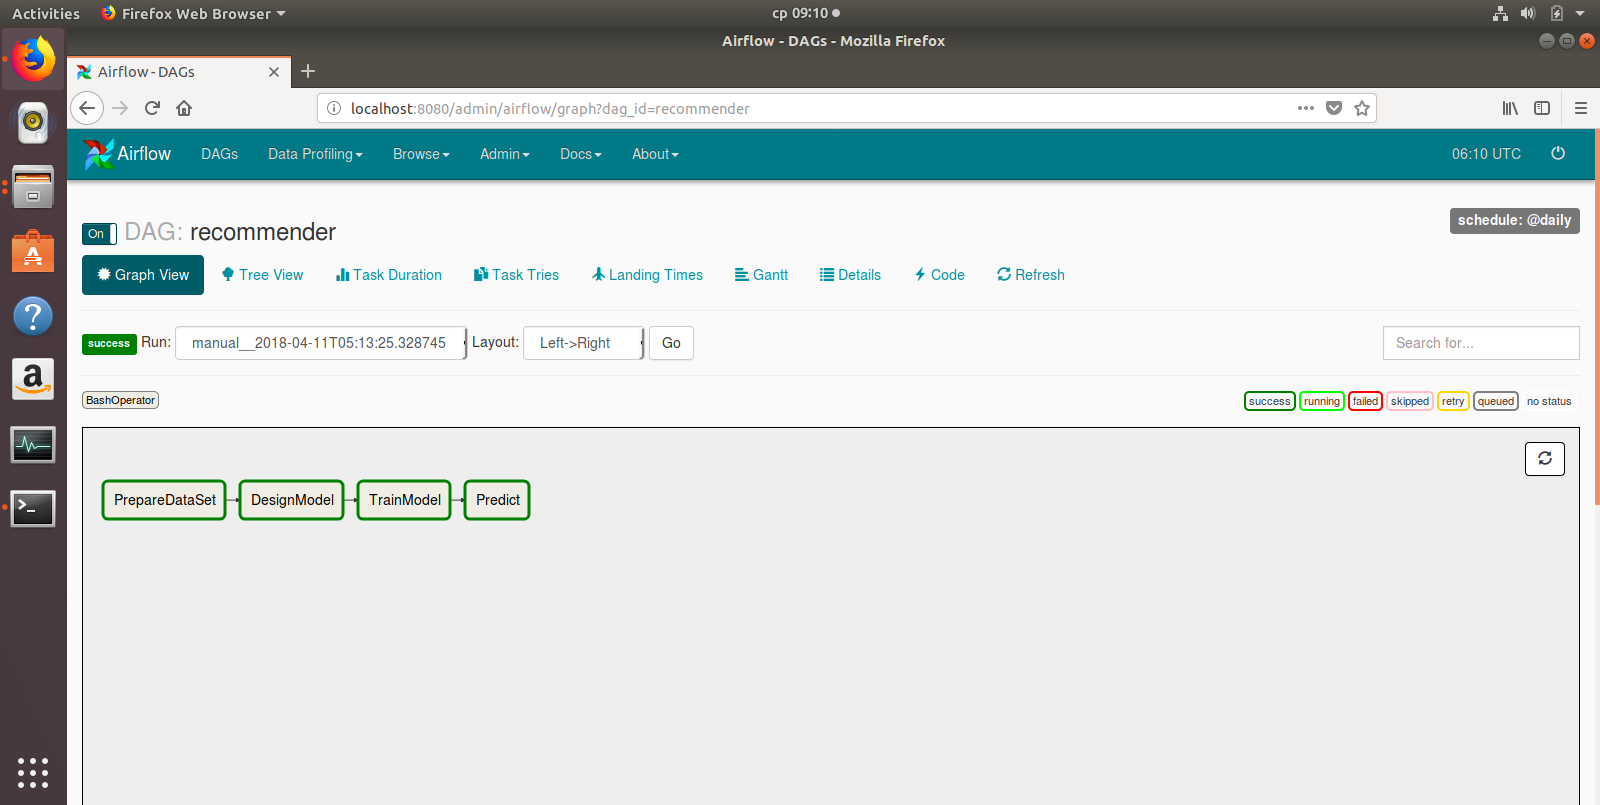 Activities Firefox Web Browser ср 09:10
Airflow - DAGs - Mozilla Firefox
Airflow - DAGs
localhost:8080/admin/airflow/graph?dag_id=recommender
Airflow DAGs Data Profiling Browse Admin Docs About 06:10 UTC
schedule: @daily
On DAG: recommender
Graph View Tree View Task Duration Task Tries Landing Times Gantt Details Code Refresh
success Run: manual__2018-04-11T05:13:25.328745 Layout: Left->Right Go Search for...
BashOperator success running failed skipped retry queued no status
PrepareDataSet DesignModel TrainModel Predict